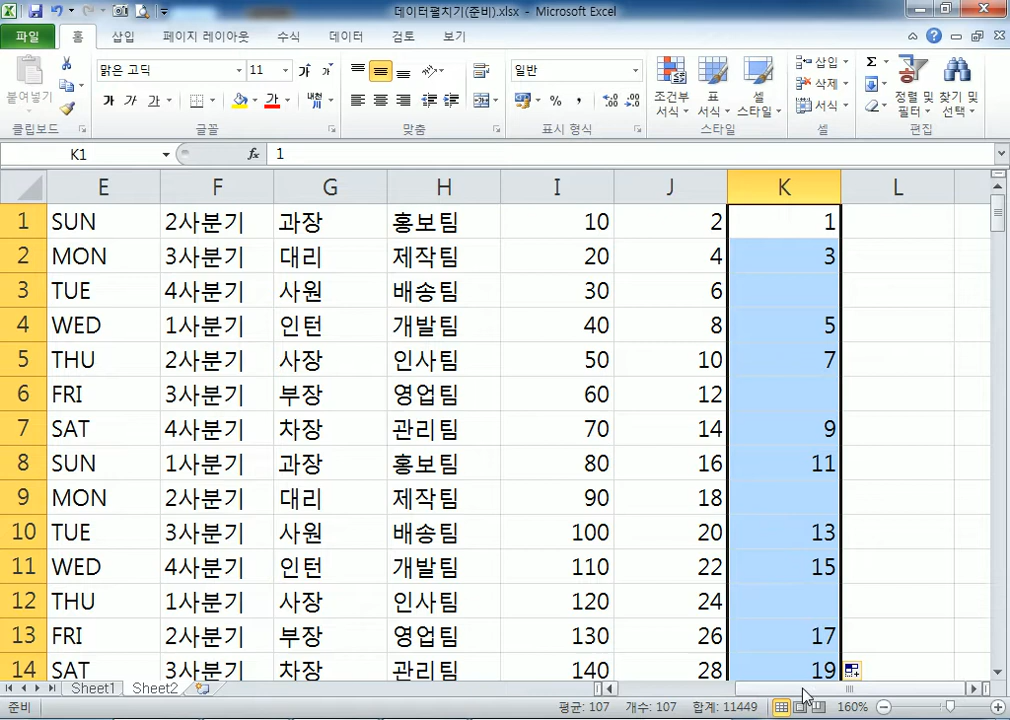 데이터펼치기(준비).xlsx - Microsoft Excel
파일 홈 삽입 페이지 레이아웃 수식 데이터 검토 보기
붙여넣기
클립보드
맑은 고딕 11 가 가
가 가 가 가 내천
글꼴
맞춤
일반
% ,
표시 형식
조건부 서식 표 서식 셀 스타일
스타일
삽입
삭제
서식
셀
Σ
정렬 및 필터 찾기 및 선택
편집
K1 fx 1
E F G H I J K L
1 SUN 2사분기 과장 홍보팀 10 2 1
2 MON 3사분기 대리 제작팀 20 4 3
3 TUE 4사분기 사원 배송팀 30 6
4 WED 1사분기 인턴 개발팀 40 8 5
5 THU 2사분기 사장 인사팀 50 10 7
6 FRI 3사분기 부장 영업팀 60 12
7 SAT 4사분기 차장 관리팀 70 14 9
8 SUN 1사분기 과장 홍보팀 80 16 11
9 MON 2사분기 대리 제작팀 90 18
10 TUE 3사분기 사원 배송팀 100 20 13
11 WED 4사분기 인턴 개발팀 110 22 15
12 THU 1사분기 사장 인사팀 120 24
13 FRI 2사분기 부장 영업팀 130 26 17
14 SAT 3사분기 차장 관리팀 140 28 19
Sheet1 Sheet2
준비 평균: 107 개수: 107 합계: 11449 160%